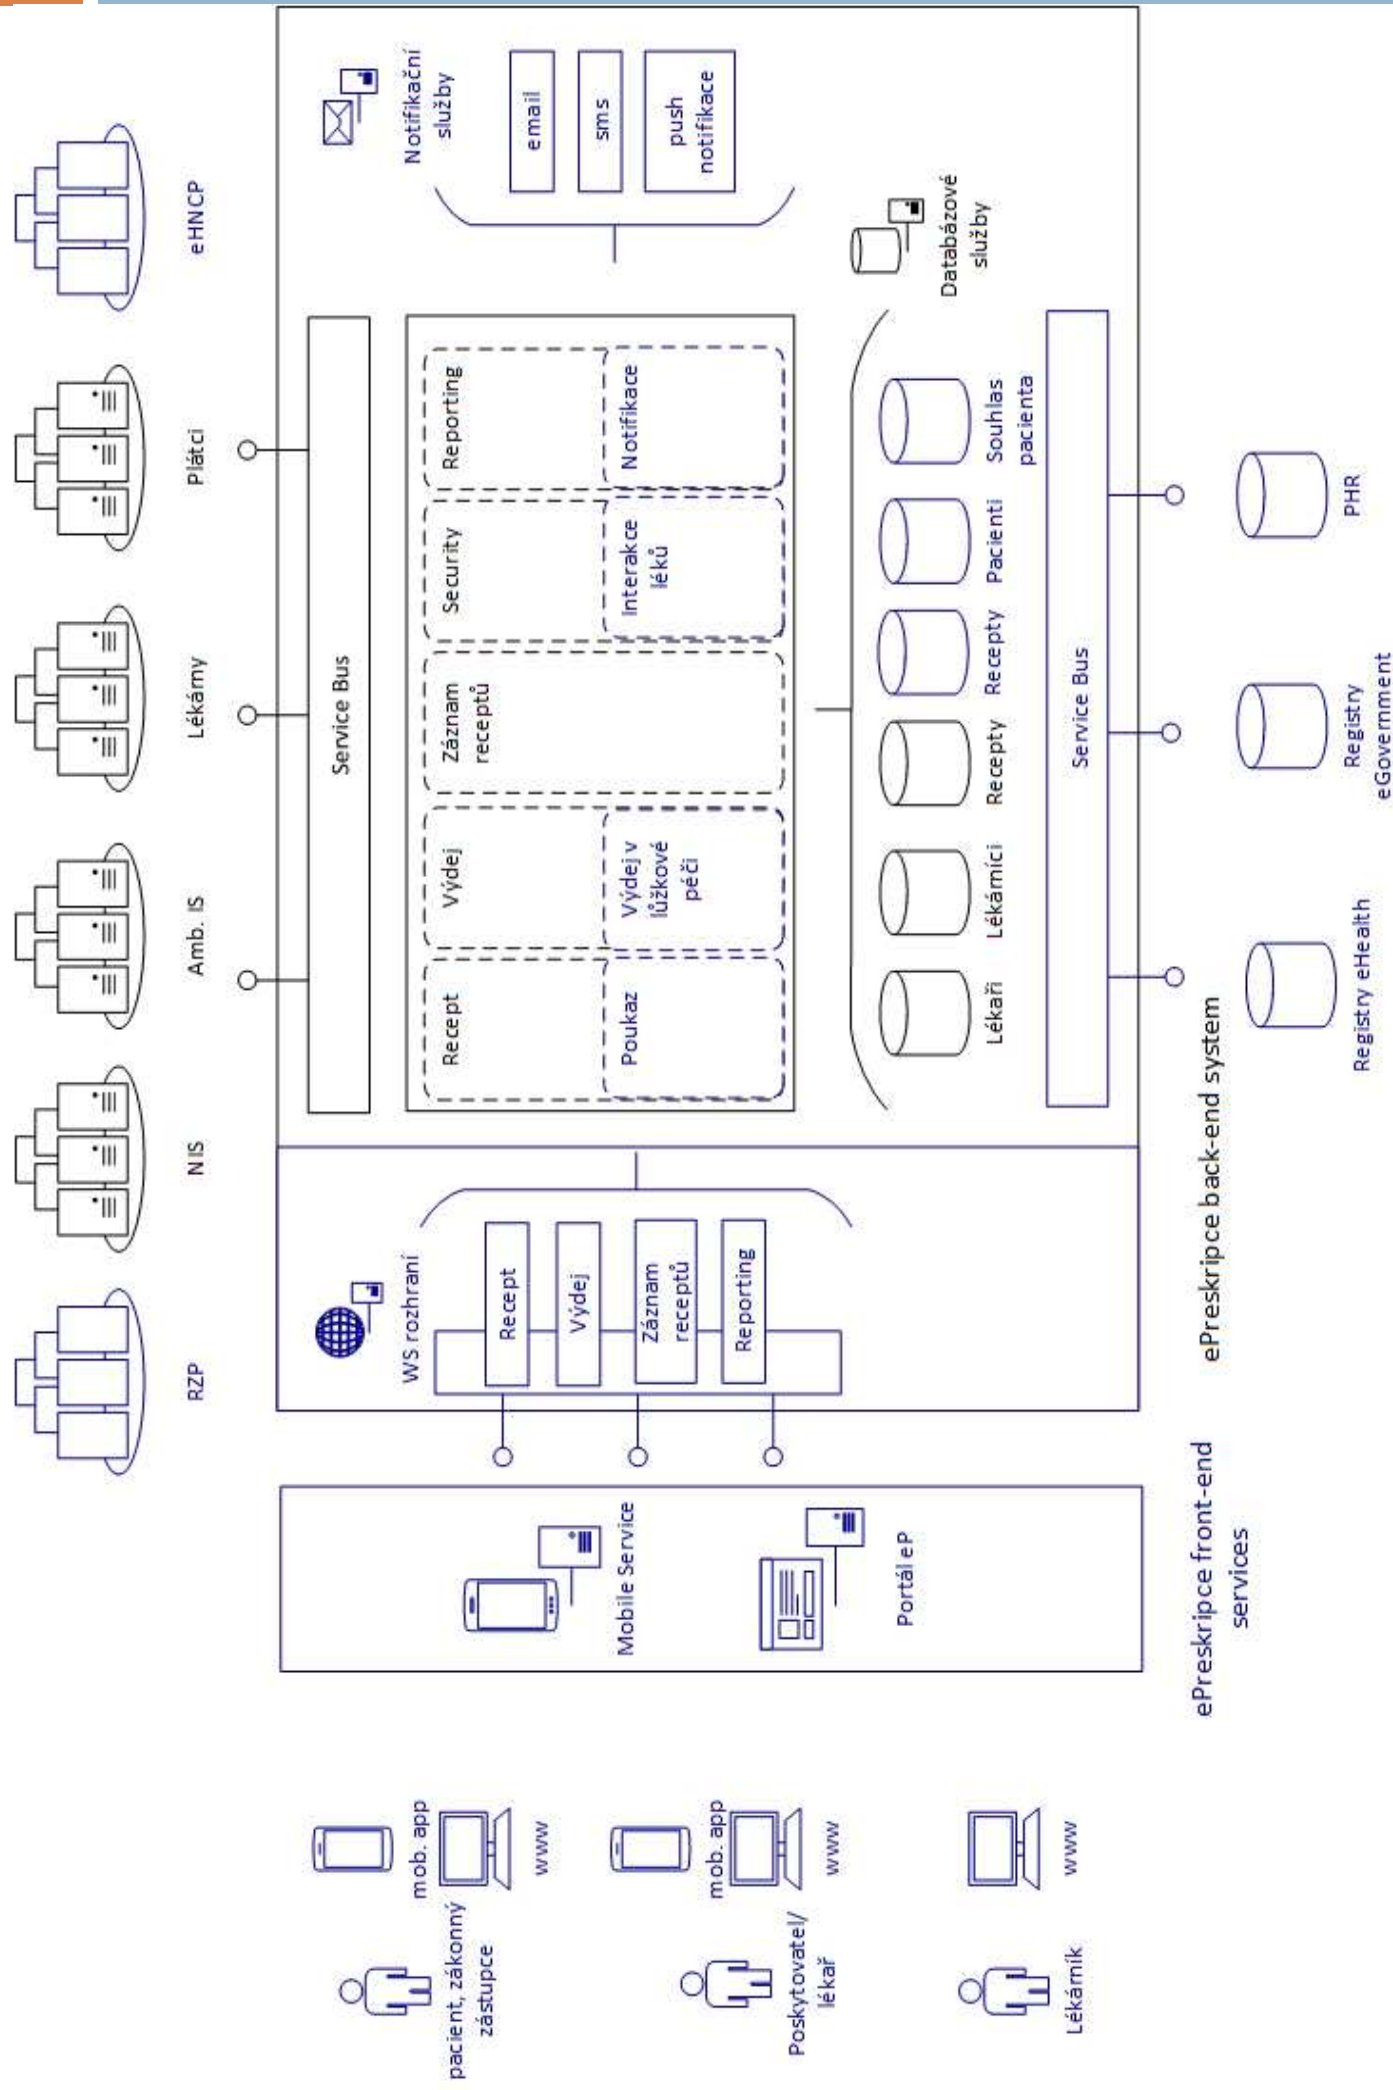 RZP
NIS
Amb. IS
Lékárny
Plátci
eHNCP
pacient, zákonný
zástupce
mob. app
www
Poskytovatel/
lékař
mob. app
www
Lékárník
www
Mobile Service
Portál eP
ePreskripce front-end
services
WS rozhraní
Recept
Výdej
Záznam
receptů
Reporting
Service Bus
Recept
Výdej
Záznam
receptů
Security
Reporting
Poukaz
Výdej v
lůžkové
péči
Interakce
léků
Notifikace
Notifikační
služby
email
sms
push
notifikace
Databázové
služby
Lékaři
Lékárníci
Recepty
Recepty
Pacienti
Souhlas
pacienta
Service Bus
ePreskripce back-end system
Registry eHealth
Registry
eGovernment
PHR